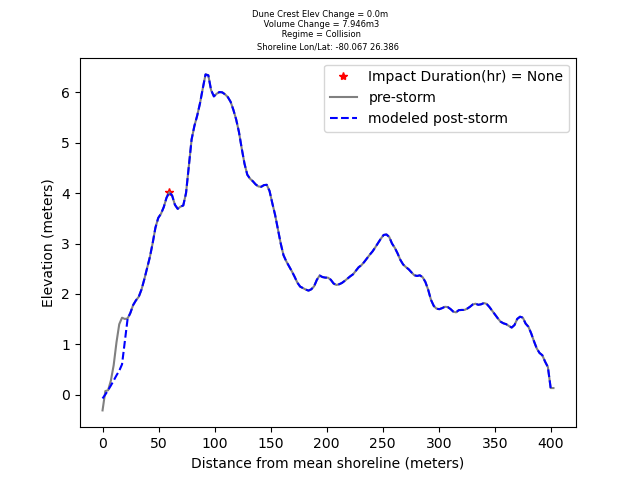 Dune Crest Elev Change = 0.0m
Volume Change = 7.946m3
Regime = Collision
Shoreline Lon/Lat: -80.067 26.386
Impact Duration(hr) = None
pre-storm
modeled post-storm
Elevation (meters)
6
5
4
3
2
1
0
0 50 100 150 200 250 300 350 400
Distance from mean shoreline (meters)